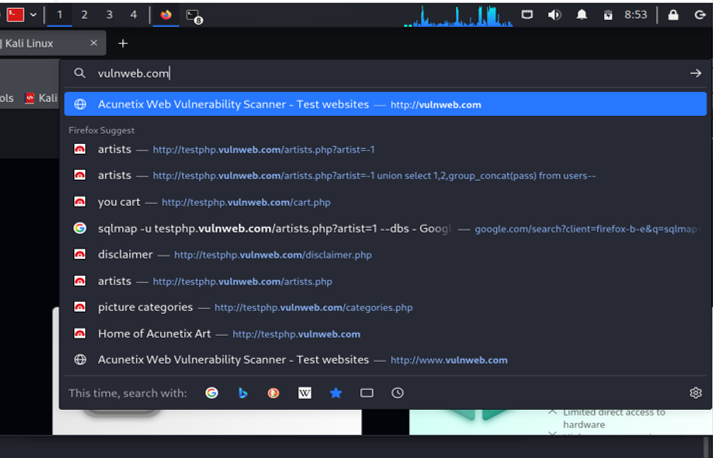 1 2 3 4 8 8:53
| Kali Linux
vulnweb.com
ols Kali
Acunetix Web Vulnerability Scanner - Test websites — http://vulnweb.com
Firefox Suggest
artists — http://testphp.vulnweb.com/artists.php?artist=-1
artists — http://testphp.vulnweb.com/artists.php?artist=-1 union select 1,2,group_concat(pass) from users--
you cart — http://testphp.vulnweb.com/cart.php
sqlmap -u testphp.vulnweb.com/artists.php?artist=1 --dbs - Goog — google.com/search?client=firefox-b-e&q=sqlmap+
disclaimer — http://testphp.vulnweb.com/disclaimer.php
artists — http://testphp.vulnweb.com/artists.php
picture categories — http://testphp.vulnweb.com/categories.php
Home of Acunetix Art — http://testphp.vulnweb.com
Acunetix Web Vulnerability Scanner - Test websites — http://www.vulnweb.com
This time, search with: G b W
Limited direct access to
hardware